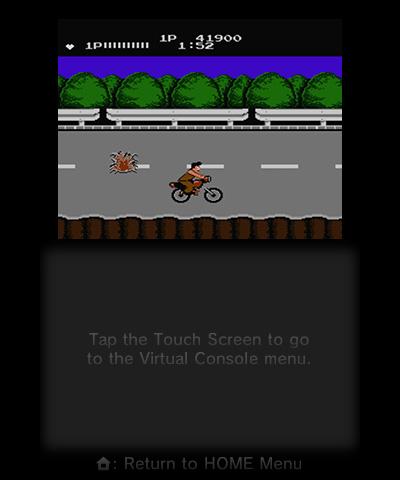 1P 41900
♥ 1PIIIIIIIIII 1:52
Tap the Touch Screen to go
to the Virtual Console menu.
: Return to HOME Menu